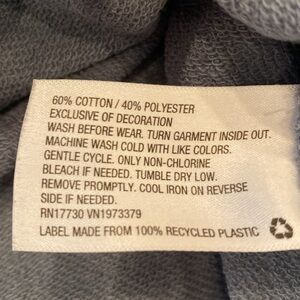 60% COTTON / 40% POLYESTER
EXCLUSIVE OF DECORATION
WASH BEFORE WEAR. TURN GARMENT INSIDE OUT.
MACHINE WASH COLD WITH LIKE COLORS.
GENTLE CYCLE. ONLY NON-CHLORINE
BLEACH IF NEEDED. TUMBLE DRY LOW.
REMOVE PROMPTLY. COOL IRON ON REVERSE
SIDE IF NEEDED.
RN17730 VN1973379
LABEL MADE FROM 100% RECYCLED PLASTIC